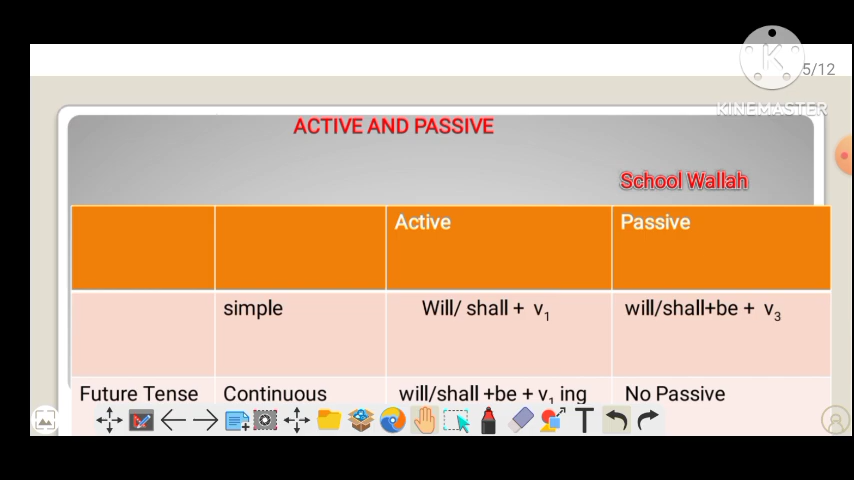 5/12
KINEMASTER
ACTIVE AND PASSIVE
School Wallah
Active Passive
simple Will/ shall + v₁ will/shall+be + v₃
Future Tense Continuous will/shall +be + v₁ ing No Passive